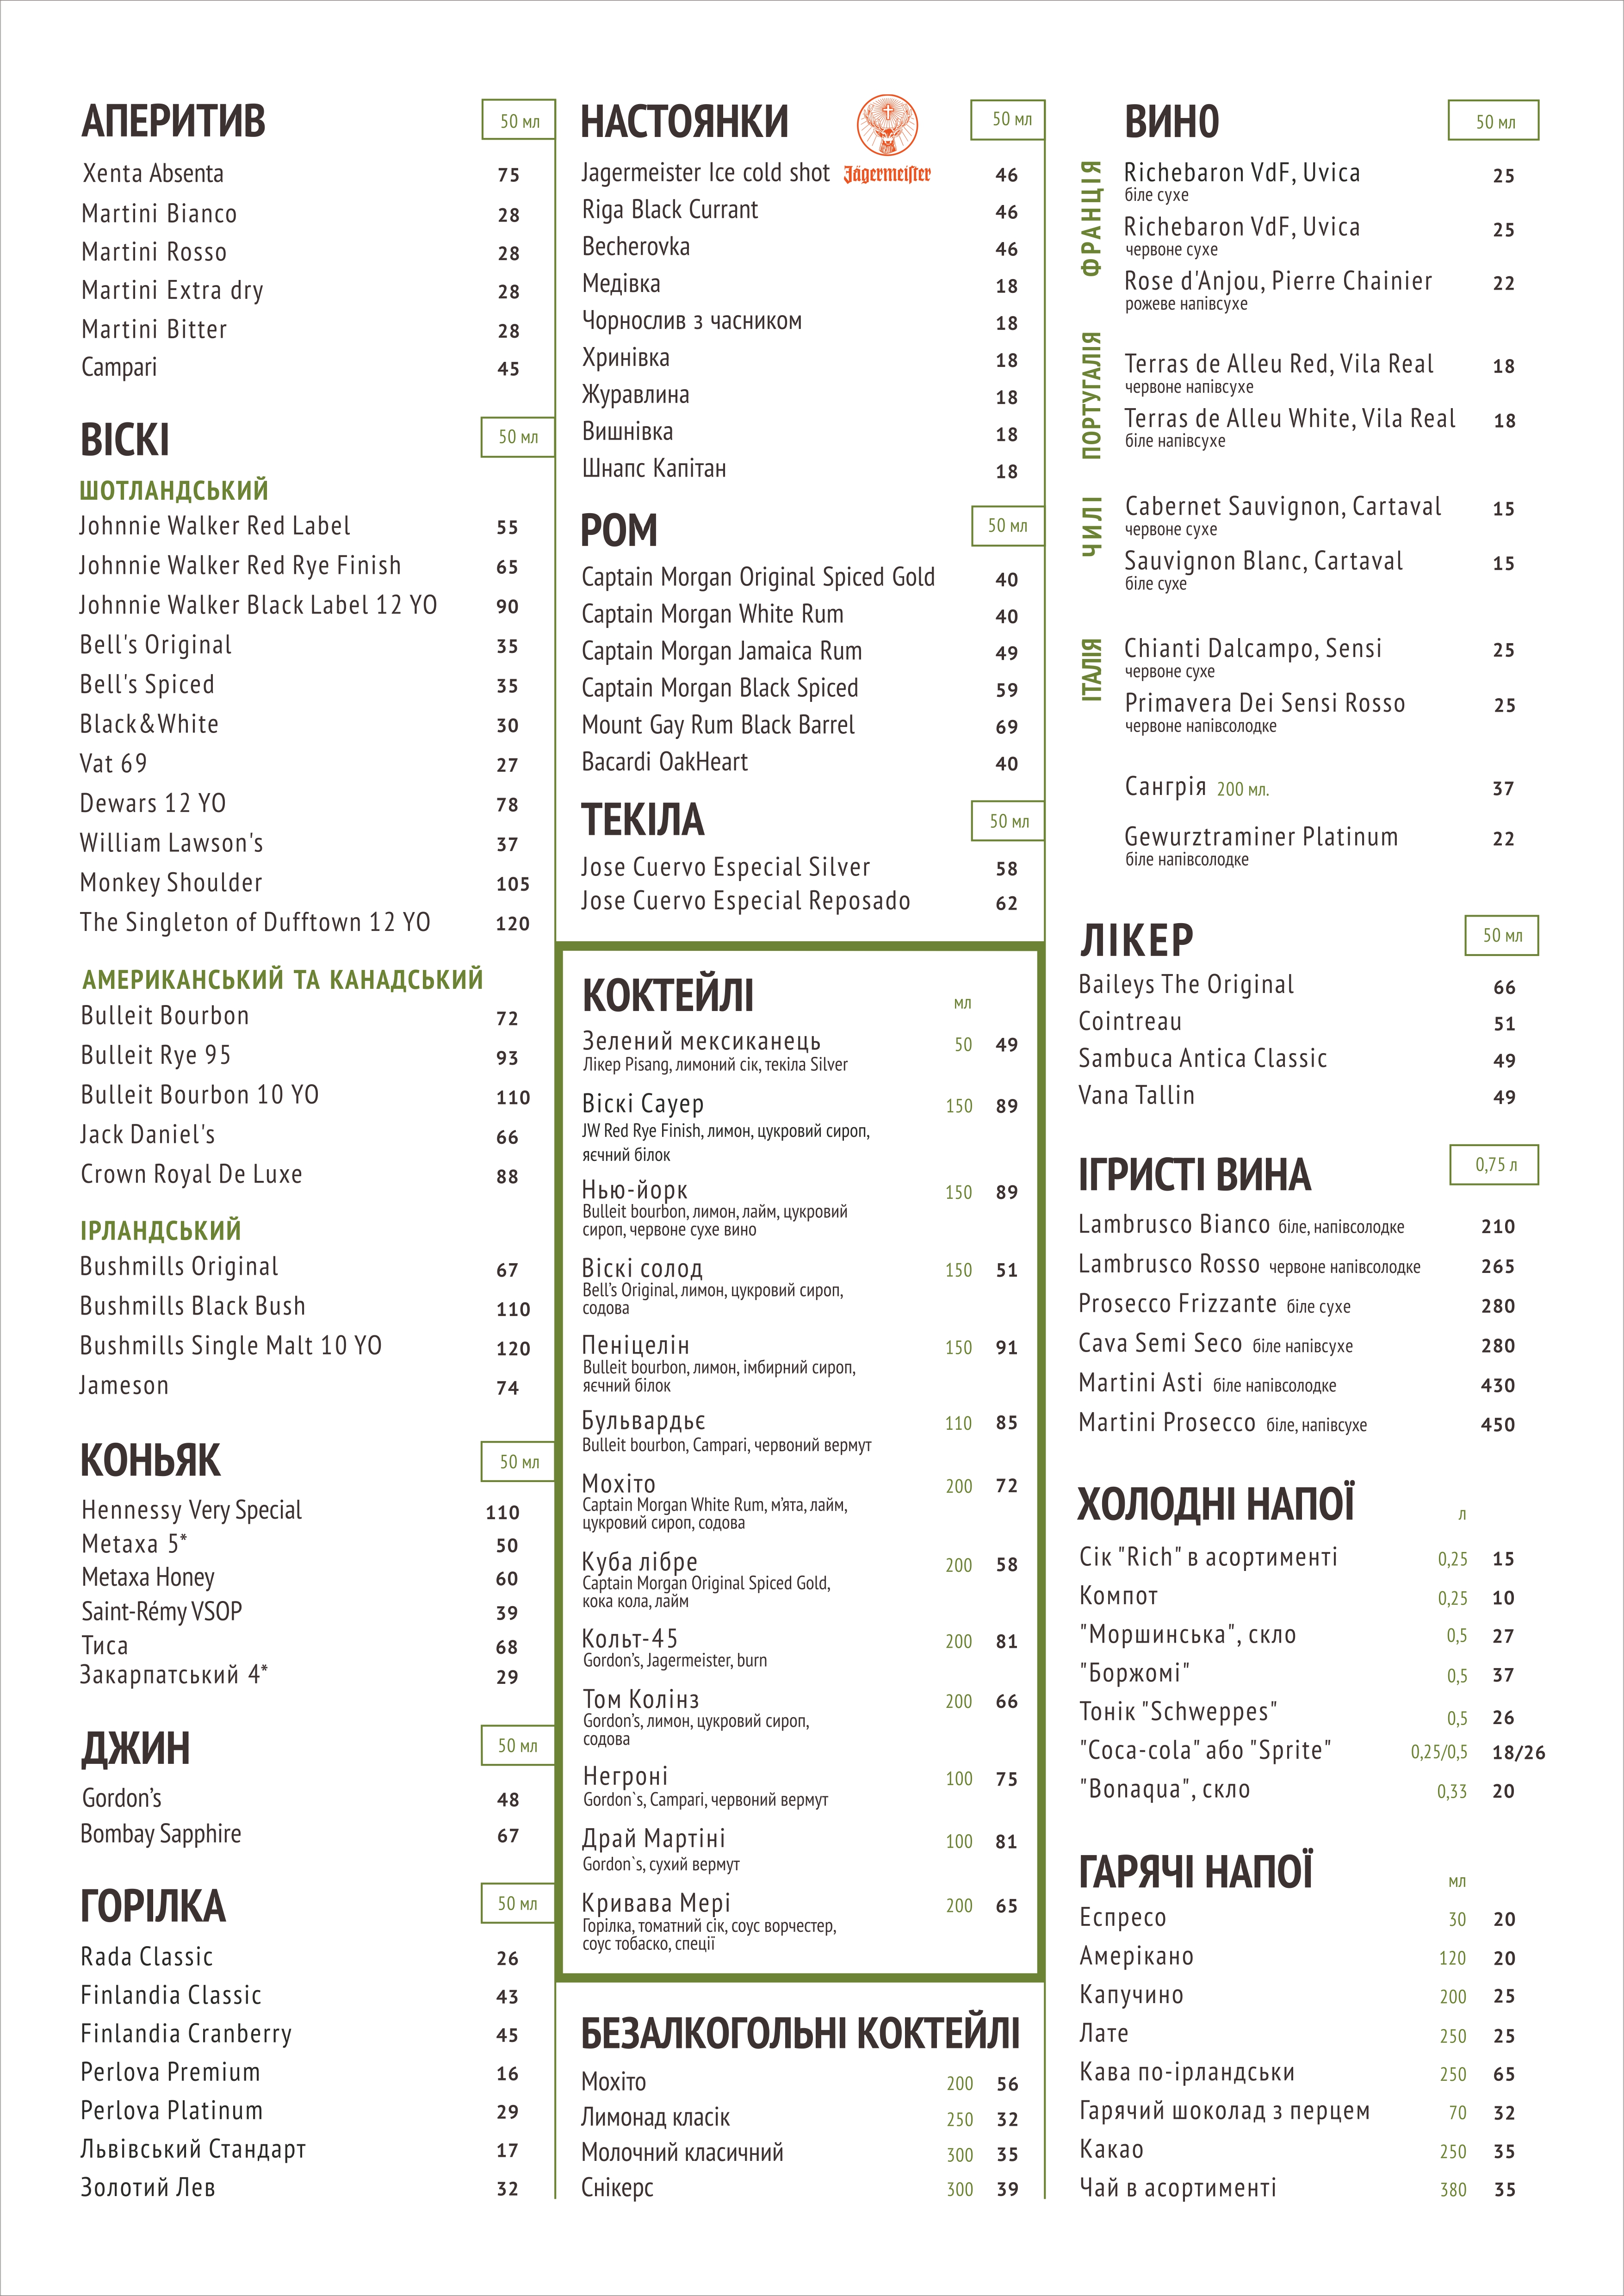 АПЕРИТИВ 50 мл
Xenta Absenta 75
Martini Bianco 28
Martini Rosso 28
Martini Extra dry 28
Martini Bitter 28
Campari 45
ВІСКІ 50 мл
ШОТЛАНДСЬКИЙ
Johnnie Walker Red Label 55
Johnnie Walker Red Rye Finish 65
Johnnie Walker Black Label 12 YO 90
Bell's Original 35
Bell's Spiced 35
Black&White 30
Vat 69 27
Dewars 12 YO 78
William Lawson's 37
Monkey Shoulder 105
The Singleton of Dufftown 12 YO 120
АМЕРИКАНСЬКИЙ ТА КАНАДСЬКИЙ
Bulleit Bourbon 72
Bulleit Rye 95 93
Bulleit Bourbon 10 YO 110
Jack Daniel's 66
Crown Royal De Luxe 88
ІРЛАНДСЬКИЙ
Bushmills Original 67
Bushmills Black Bush 110
Bushmills Single Malt 10 YO 120
Jameson 74
КОНЬЯК 50 мл
Hennessy Very Special 110
Метаха 5* 50
Metaxa Honey 60
Saint-Rémy VSOP 39
Тиса 68
Закарпатський 4* 29
ДЖИН 50 мл
Gordon’s 48
Bombay Sapphire 67
ГОРІЛКА 50 мл
Rada Classic 26
Finlandia Classic 43
Finlandia Cranberry 45
Perlova Premium 16
Perlova Platinum 29
Львівський Стандарт 17
Золотий Лев 32
НАСТОЯНКИ 50 мл
Jagermeister Ice cold shot Jägermeister 46
Riga Black Currant 46
Becherovka 46
Медівка 18
Чорнослив з часником 18
Хринівка 18
Журавлина 18
Вишнівка 18
Шнапс Капітан 18
РОМ 50 мл
Captain Morgan Original Spiced Gold 40
Captain Morgan White Rum 40
Captain Morgan Jamaica Rum 49
Captain Morgan Black Spiced 59
Mount Gay Rum Black Barrel 69
Bacardi OakHeart 40
ТЕКІЛА 50 мл
Jose Cuervo Especial Silver 58
Jose Cuervo Especial Reposado 62
КОКТЕЙЛІ мл
Зелений мексиканець 50 49
Лікер Pisang, лимоний сік, текіла Silver
Віскі Сауер 150 89
JW Red Rye Finish, лимон, цукровий сироп,
яєчний білок
Нью-йорк 150 89
Bulleit bourbon, лимон, лайм, цукровий
сироп, червоне сухе вино
Віскі солод 150 51
Bell’s Original, лимон, цукровий сироп,
содова
Пеніцелін 150 91
Bulleit bourbon, лимон, імбирний сироп,
яєчний білок
Бульвардьє 110 85
Bulleit bourbon, Campari, червоний вермут
Мохіто 200 72
Captain Morgan White Rum, м’ята, лайм,
цукровий сироп, содова
Куба лібре 200 58
Captain Morgan Original Spiced Gold,
кока кола, лайм
Кольт-45 200 81
Gordon’s, Jagermeister, burn
Том Колінз 200 66
Gordon’s, лимон, цукровий сироп,
содова
Негроні 100 75
Gordon`s, Campari, червоний вермут
Драй Мартіні 100 81
Gordon`s, сухий вермут
Кривава Мері 200 65
Горілка, томатний сік, соус ворчестер,
соус тобаско, спеції
БЕЗАЛКОГОЛЬНІ КОКТЕЙЛІ
Мохіто 200 56
Лимонад класік 250 32
Молочний класичний 300 35
Снікерс 300 39
ВИНО 50 мл
ФРАНЦІЯ
Richebaron VdF, Uvica 25
біле сухе
Richebaron VdF, Uvica 25
червоне сухе
Rose d'Anjou, Pierre Chainier 22
рожеве напівсухе
ПОРТУГАЛІЯ
Terras de Alleu Red, Vila Real 18
червоне напівсухе
Terras de Alleu White, Vila Real 18
біле напівсухе
ЧИЛІ
Cabernet Sauvignon, Cartaval 15
червоне сухе
Sauvignon Blanc, Cartaval 15
біле сухе
ІТАЛІЯ
Chianti Dalcampo, Sensi 25
червоне сухе
Primavera Dei Sensi Rosso 25
червоне напівсолодке
Сангрія 200 мл. 37
Gewurztraminer Platinum 22
біле напівсолодке
ЛІКЕР 50 мл
Baileys The Original 66
Cointreau 51
Sambuca Antica Classic 49
Vana Tallin 49
ІГРИСТІ ВИНА 0,75 л
Lambrusco Bianco біле, напівсолодке 210
Lambrusco Rosso червоне напівсолодке 265
Prosecco Frizzante біле сухе 280
Cava Semi Seco біле напівсухе 280
Martini Asti біле напівсолодке 430
Martini Prosecco біле, напівсухе 450
ХОЛОДНІ НАПОЇ л
Сік "Rich" в асортименті 0,25 15
Компот 0,25 10
"Моршинська", скло 0,5 27
"Боржомі" 0,5 37
Тонік "Schweppes" 0,5 26
"Coca-cola" або "Sprite" 0,25/0,5 18/26
"Bonaqua", скло 0,33 20
ГАРЯЧІ НАПОЇ мл
Еспресо 30 20
Амерікано 120 20
Капучино 200 25
Лате 250 25
Кава по-ірландськи 250 65
Гарячий шоколад з перцем 70 32
Какао 250 35
Чай в асортименті 380 35